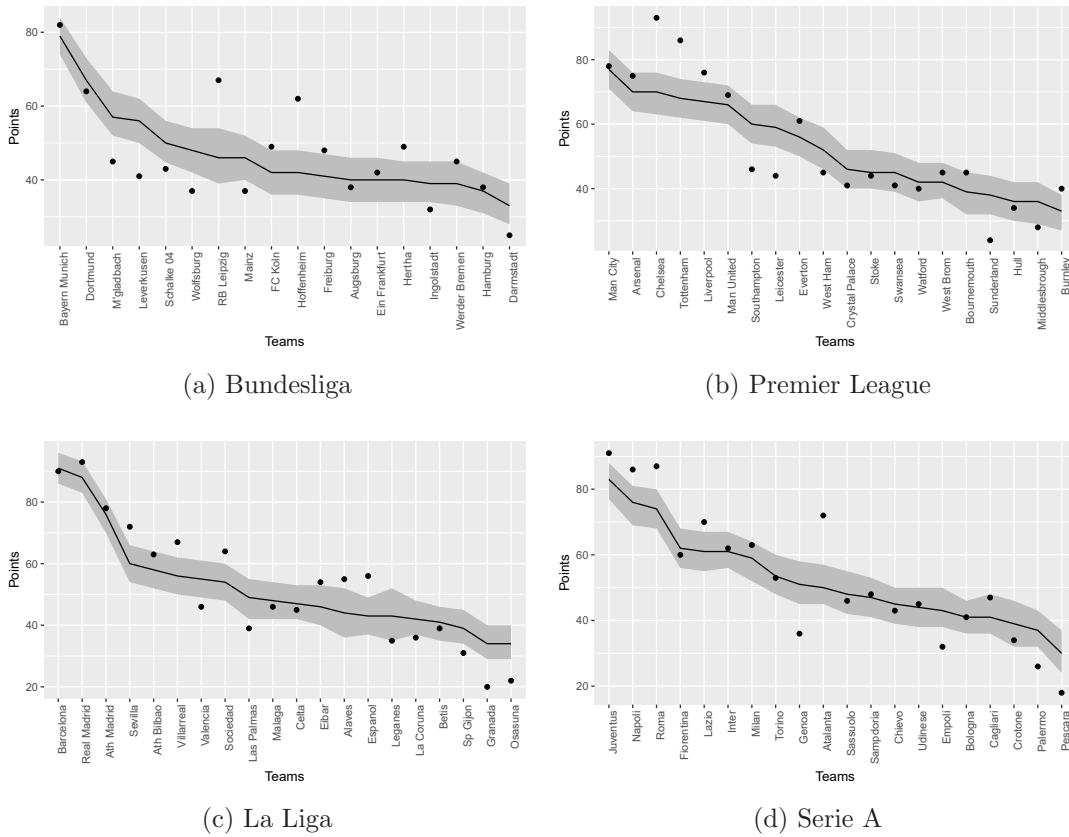 80
60
40
Points
Bayern Munich
Dortmund
M'gladbach
Leverkusen
Schalke 04
Wolfsburg
RB Leipzig
Mainz
FC Koln
Hoffenheim
Freiburg
Augsburg
Ein Frankfurt
Hertha
Ingolstadt
Werder Bremen
Hamburg
Darmstadt
Teams
(a) Bundesliga
80
60
40
Points
Man City
Arsenal
Chelsea
Tottenham
Liverpool
Man United
Southampton
Leicester
Everton
West Ham
Crystal Palace
Stoke
Swansea
Watford
West Brom
Bournemouth
Sunderland
Hull
Middlesbrough
Burnley
Teams
(b) Premier League
80
60
40
20
Points
Barcelona
Real Madrid
Ath Madrid
Sevilla
Ath Bilbao
Villarreal
Valencia
Sociedad
Las Palmas
Malaga
Celta
Eibar
Alaves
Espanol
Leganes
La Coruna
Betis
Sp Gijon
Granada
Osasuna
Teams
(c) La Liga
80
60
40
20
Points
Juventus
Napoli
Roma
Fiorentina
Lazio
Inter
Milan
Torino
Genoa
Atalanta
Sassuolo
Sampdoria
Chievo
Udinese
Empoli
Bologna
Cagliari
Crotone
Palermo
Pescara
Teams
(d) Serie A